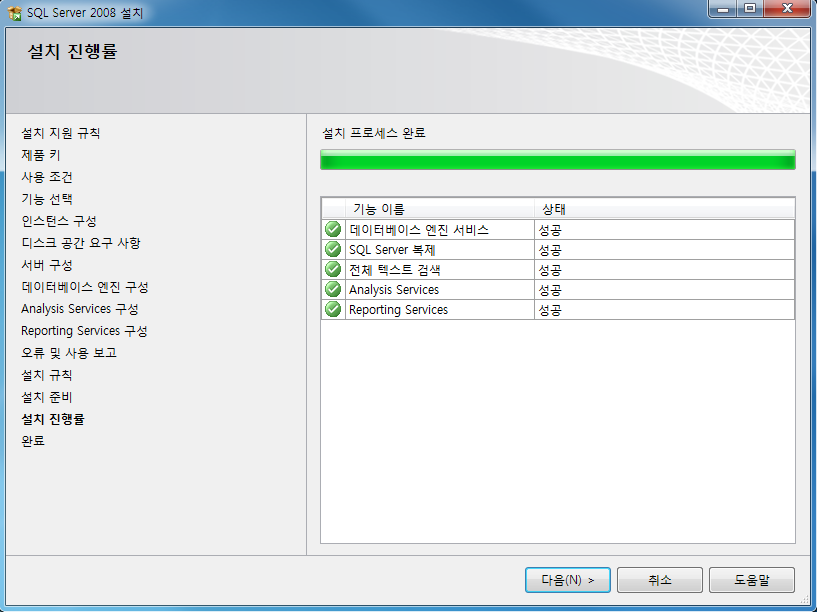 SQL Server 2008 설치
설치 진행률
설치 지원 규칙
제품 키
사용 조건
기능 선택
인스턴스 구성
디스크 공간 요구 사항
서버 구성
데이터베이스 엔진 구성
Analysis Services 구성
Reporting Services 구성
오류 및 사용 보고
설치 규칙
설치 준비
설치 진행률
완료
설치 프로세스 완료
기능 이름 상태
데이터베이스 엔진 서비스 성공
SQL Server 복제 성공
전체 텍스트 검색 성공
Analysis Services 성공
Reporting Services 성공
다음(N) > 취소 도움말